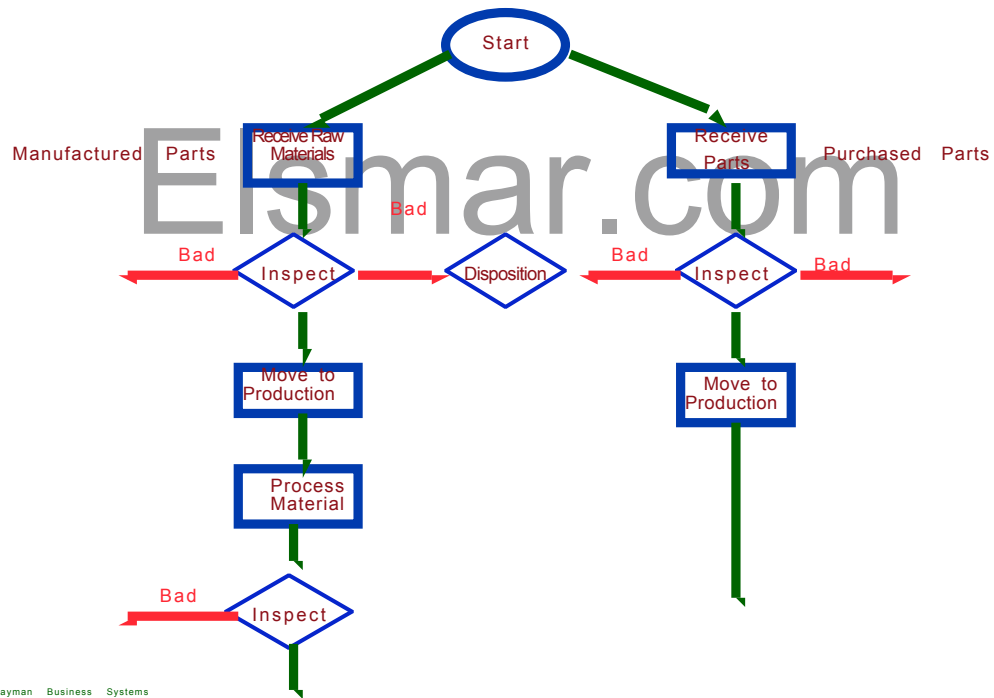 Start
Receive Raw
Materials
Receive
Parts
Manufactured Parts
Purchased Parts
Elsmar.com
Bad
Bad
Inspect
Disposition
Bad
Inspect
Bad
Move to
Production
Move to
Production
Process
Material
Bad
Inspect
ayman Business Systems